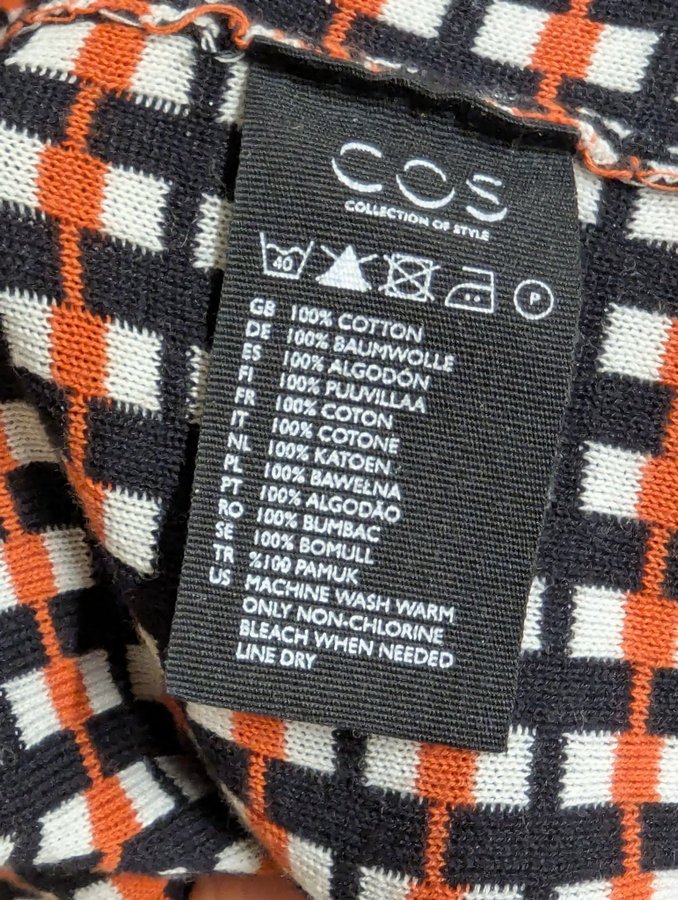 COS
COLLECTION OF STYLE
40 P
GB 100% COTTON
DE 100% BAUMWOLLE
ES 100% ALGODÓN
FI 100% PUUVILLAA
FR 100% COTON
IT 100% COTONE
NL 100% KATOEN
PL 100% BAWEŁNA
PT 100% ALGODÃO
RO 100% BUMBAC
SE 100% BOMULL
TR %100 PAMUK
US MACHINE WASH WARM
ONLY NON-CHLORINE
BLEACH WHEN NEEDED
LINE DRY